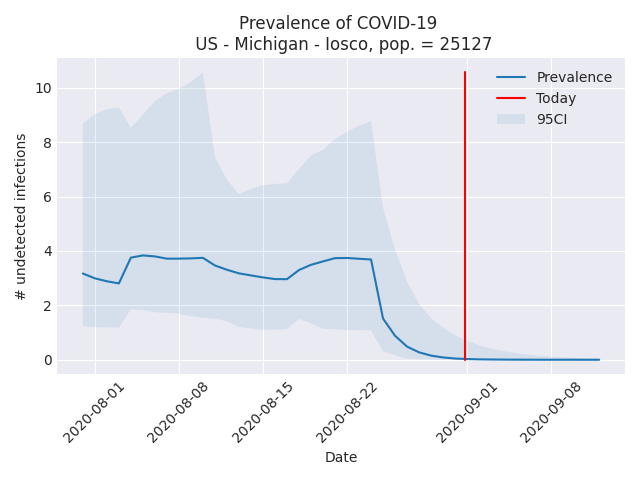 Prevalence of COVID-19
US - Michigan - Iosco, pop. = 25127
Prevalence
Today
95CI
10
8
6
4
2
0
# undetected infections
2020-08-01
2020-08-08
2020-08-15
2020-08-22
2020-09-01
2020-09-08
Date